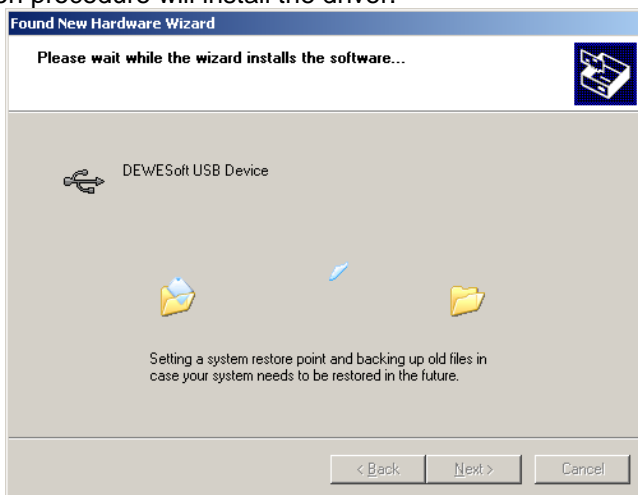 on procedure will install the driver.
Found New Hardware Wizard
Please wait while the wizard installs the software...
DEWESoft USB Device
Setting a system restore point and backing up old files in
case your system needs to be restored in the future.
< Back Next > Cancel